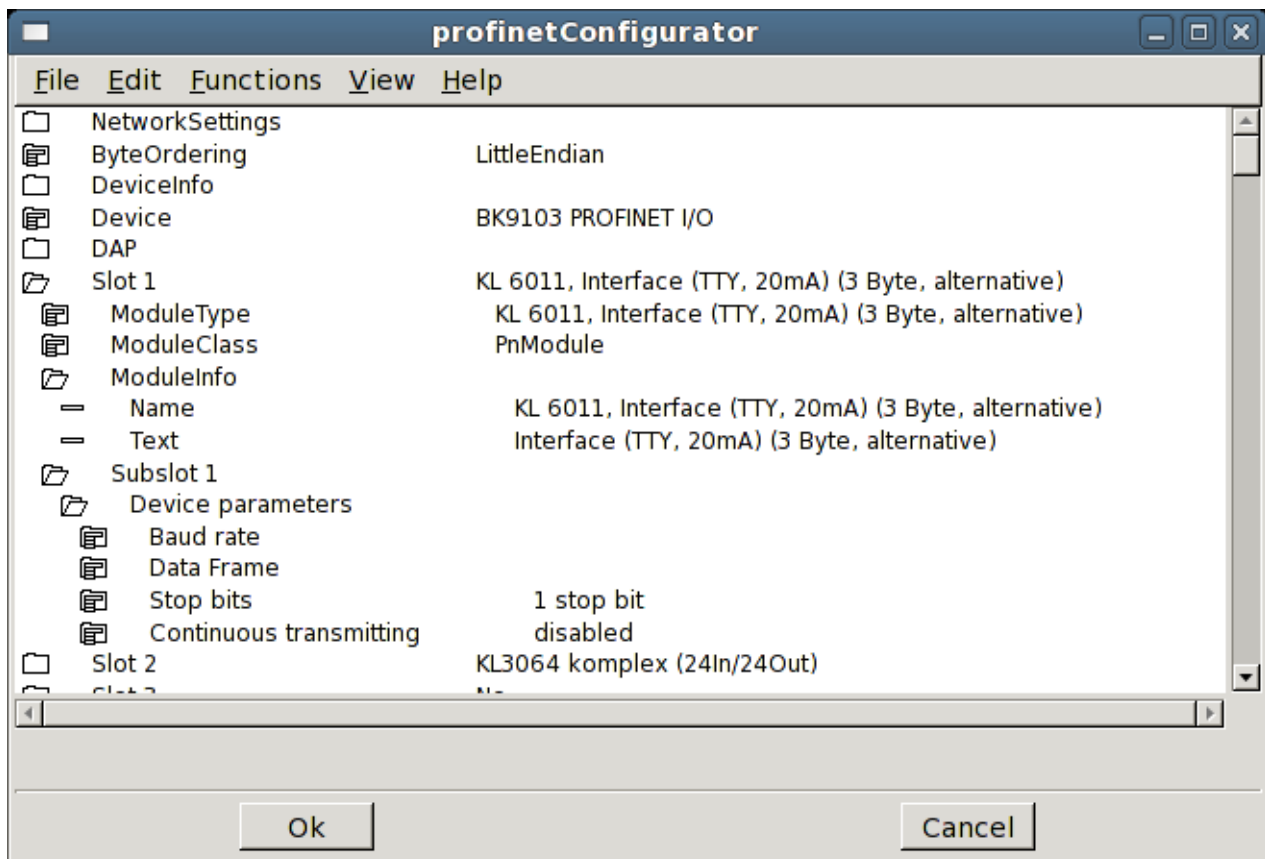 profinetConfigurator
File Edit Functions View Help
NetworkSettings
ByteOrdering LittleEndian
DeviceInfo
Device BK9103 PROFINET I/O
DAP
Slot 1 KL 6011, Interface (TTY, 20mA) (3 Byte, alternative)
ModuleType KL 6011, Interface (TTY, 20mA) (3 Byte, alternative)
ModuleClass PnModule
ModuleInfo
Name KL 6011, Interface (TTY, 20mA) (3 Byte, alternative)
Text Interface (TTY, 20mA) (3 Byte, alternative)
Subslot 1
Device parameters
Baud rate
Data Frame
Stop bits 1 stop bit
Continuous transmitting disabled
Slot 2 KL3064 komplex (24In/24Out)
Ok Cancel